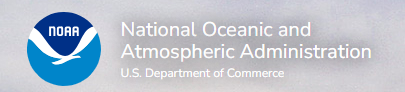 NOAA
National Oceanic and
Atmospheric Administration
U.S. Department of Commerce